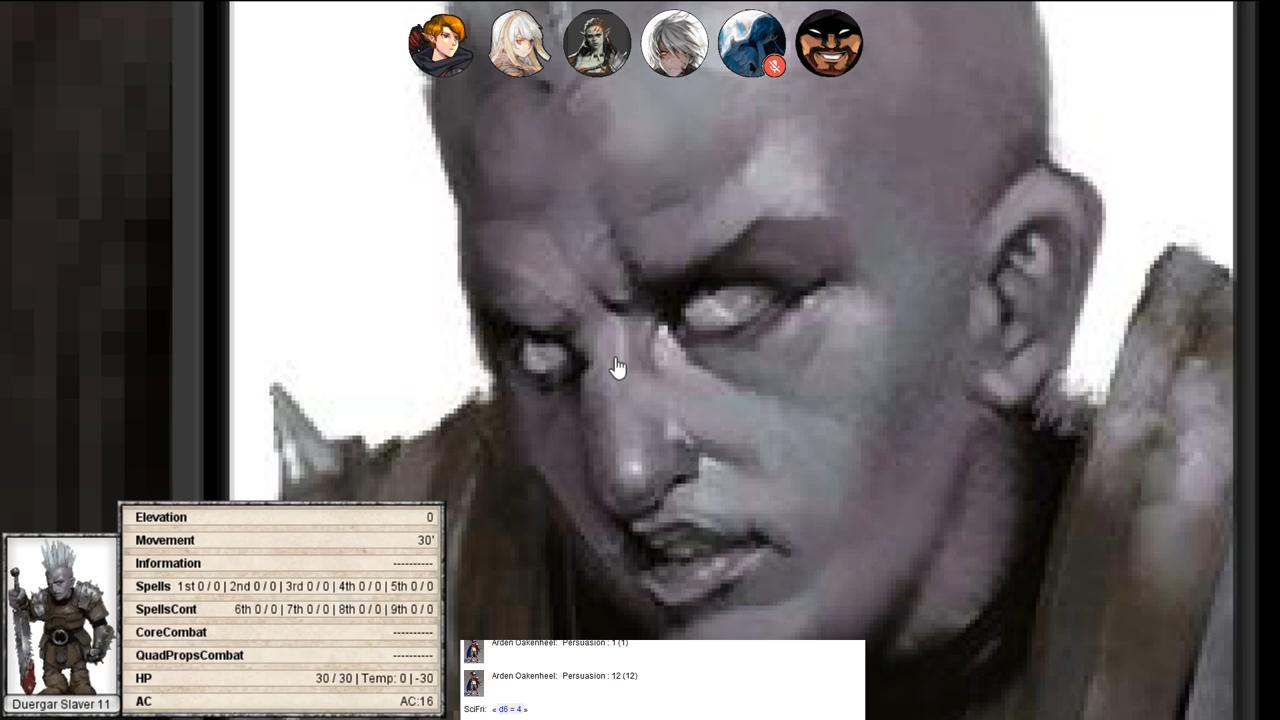 Elevation 0
Movement 30'
Information ----------
Spells 1st 0 / 0 | 2nd 0 / 0 | 3rd 0 / 0 | 4th 0 / 0 | 5th 0 / 0
SpellsCont 6th 0 / 0 | 7th 0 / 0 | 8th 0 / 0 | 9th 0 / 0
CoreCombat ----------
QuadPropsCombat ----------
HP 30 / 30 | Temp: 0 | -30
AC AC:16
Duergar Slaver 11
Arden Oakenheel: Persuasion : 1 (1)
Arden Oakenheel: Persuasion : 12 (12)
SciFri: « d6 = 4 »